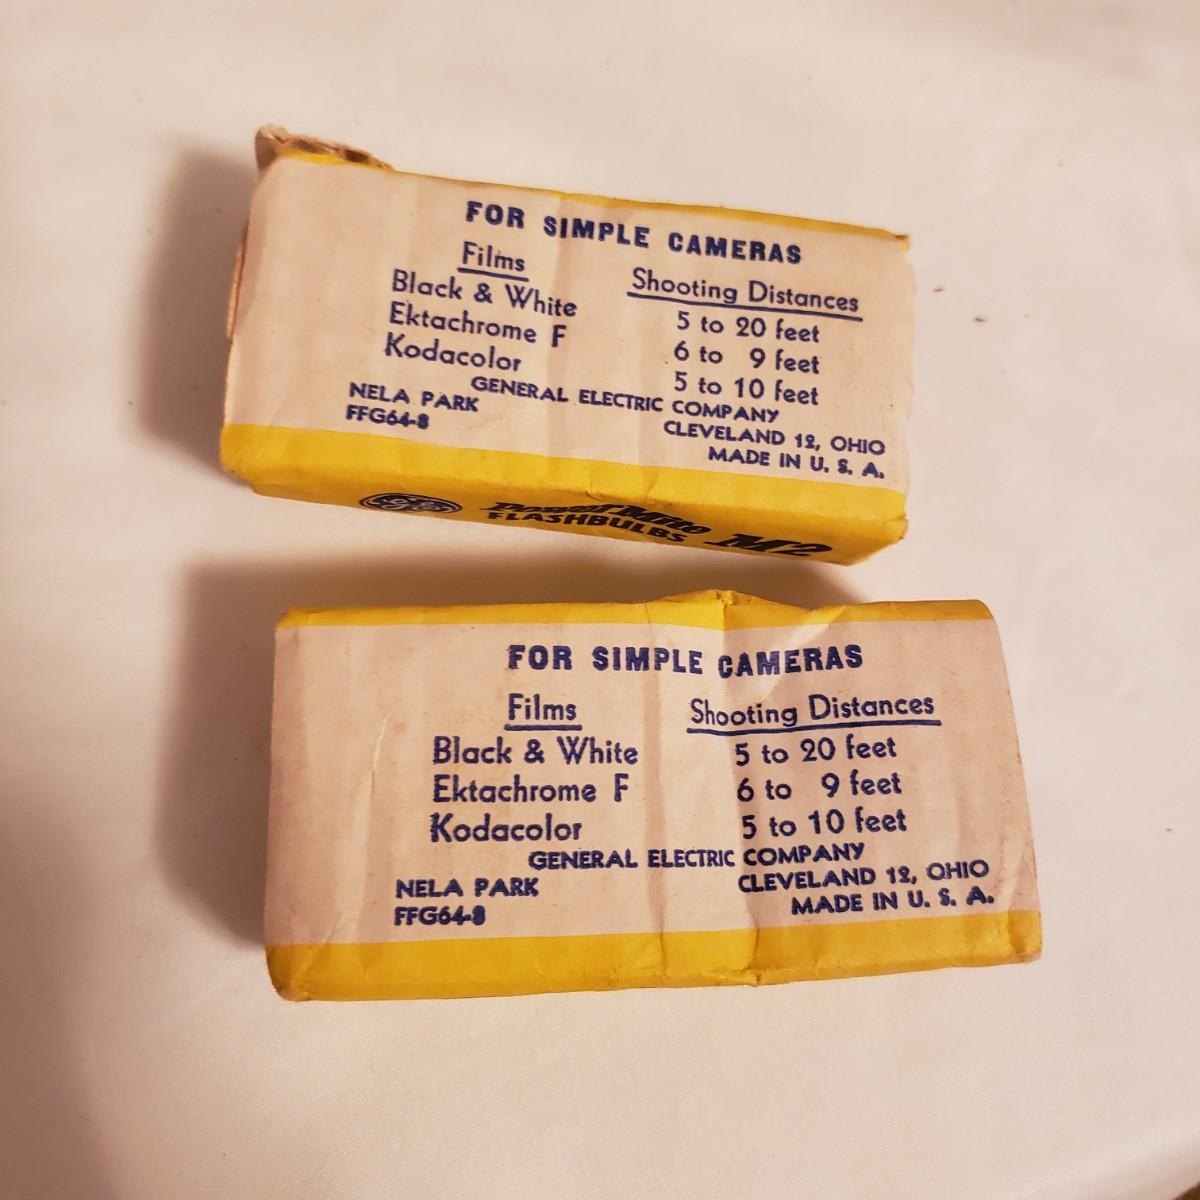 FOR SIMPLE CAMERAS
Films Shooting Distances
Black & White 5 to 20 feet
Ektachrome F 6 to 9 feet
Kodacolor 5 to 10 feet
GENERAL ELECTRIC COMPANY
NELA PARK CLEVELAND 12, OHIO
FFG64-8 MADE IN U. S. A.
GE PowerMite M2
FLASHBULBS
FOR SIMPLE CAMERAS
Films Shooting Distances
Black & White 5 to 20 feet
Ektachrome F 6 to 9 feet
Kodacolor 5 to 10 feet
GENERAL ELECTRIC COMPANY
NELA PARK CLEVELAND 12, OHIO
FFG64-8 MADE IN U. S. A.